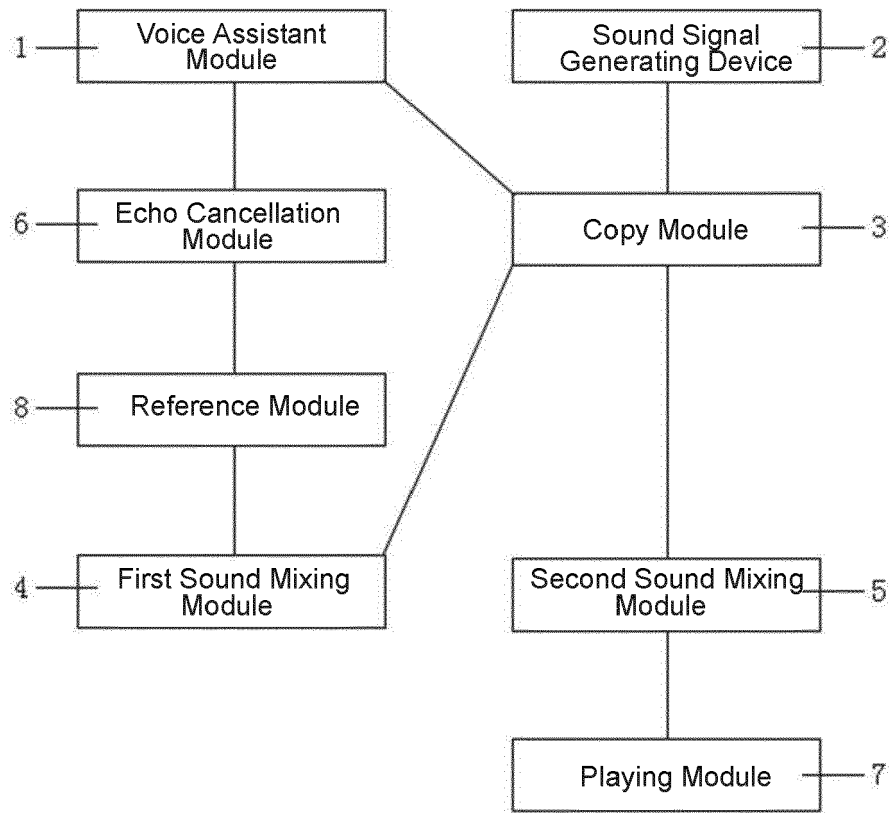 1
Voice Assistant
Module
Sound Signal
Generating Device
2
6
Echo Cancellation
Module
Copy Module
3
8
Reference Module
4
First Sound Mixing
Module
Second Sound Mixing
Module
5
Playing Module
7